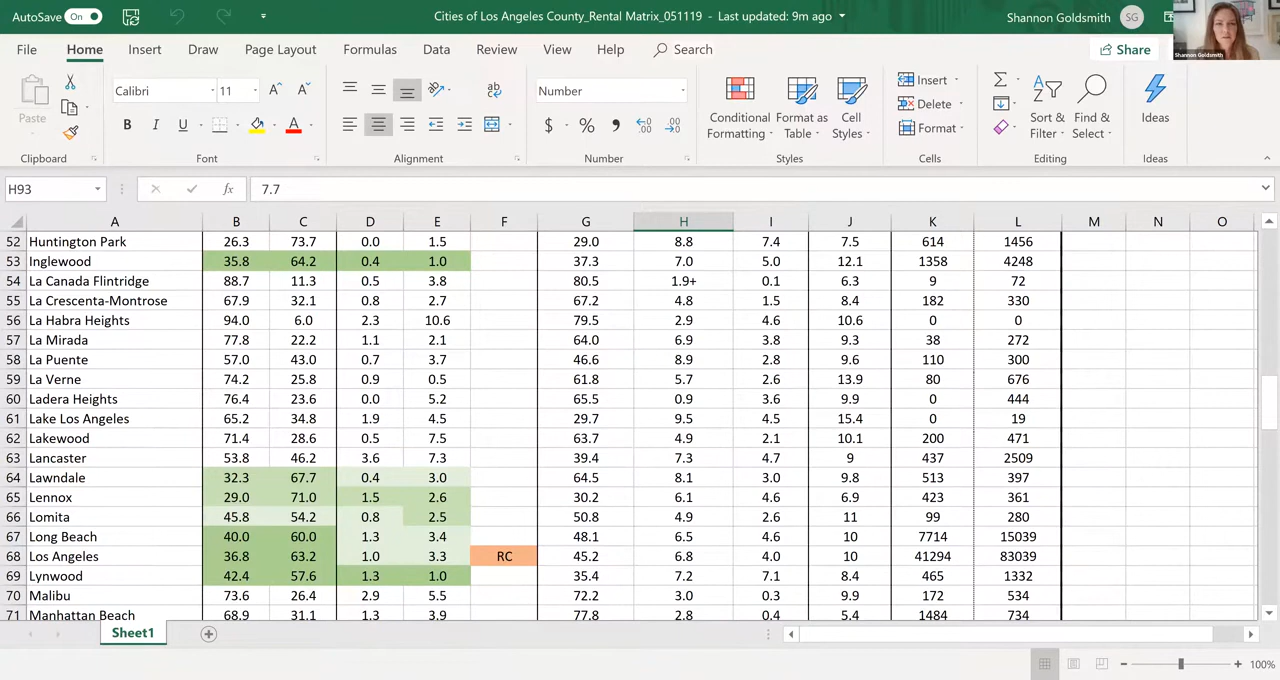 AutoSave On Cities of Los Angeles County_Rental Matrix_051119 - Last updated: 9m ago Shannon Goldsmith SG
Shannon Goldsmith
File Home Insert Draw Page Layout Formulas Data Review View Help Search Share
Paste Calibri 11 Number Conditional Formatting Format as Table Cell Styles Insert Delete Format Sort & Filter Find & Select Ideas
Clipboard Font Alignment Number Styles Cells Editing Ideas
H93 fx 7.7
A B C D E F G H I J K L M N O
52 Huntington Park 26.3 73.7 0.0 1.5 29.0 8.8 7.4 7.5 614 1456
53 Inglewood 35.8 64.2 0.4 1.0 37.3 7.0 5.0 12.1 1358 4248
54 La Canada Flintridge 88.7 11.3 0.5 3.8 80.5 1.9+ 0.1 6.3 9 72
55 La Crescenta-Montrose 67.9 32.1 0.8 2.7 67.2 4.8 1.5 8.4 182 330
56 La Habra Heights 94.0 6.0 2.3 10.6 79.5 2.9 4.6 10.6 0 0
57 La Mirada 77.8 22.2 1.1 2.1 64.0 6.9 3.8 9.3 38 272
58 La Puente 57.0 43.0 0.7 3.7 46.6 8.9 2.8 9.6 110 300
59 La Verne 74.2 25.8 0.9 0.5 61.8 5.7 2.6 13.9 80 676
60 Ladera Heights 76.4 23.6 0.0 5.2 65.5 0.9 3.6 9.9 0 444
61 Lake Los Angeles 65.2 34.8 1.9 4.5 29.7 9.5 4.5 15.4 0 19
62 Lakewood 71.4 28.6 0.5 7.5 63.7 4.9 2.1 10.1 200 471
63 Lancaster 53.8 46.2 3.6 7.3 39.4 7.3 4.7 9 437 2509
64 Lawndale 32.3 67.7 0.4 3.0 64.5 8.1 3.0 9.8 513 397
65 Lennox 29.0 71.0 1.5 2.6 30.2 6.1 4.6 6.9 423 361
66 Lomita 45.8 54.2 0.8 2.5 50.8 4.9 2.6 11 99 280
67 Long Beach 40.0 60.0 1.3 3.4 48.1 6.5 4.6 10 7714 15039
68 Los Angeles 36.8 63.2 1.0 3.3 RC 45.2 6.8 4.0 10 41294 83039
69 Lynwood 42.4 57.6 1.3 1.0 35.4 7.2 7.1 8.4 465 1332
70 Malibu 73.6 26.4 2.9 5.5 72.2 3.0 0.3 9.9 172 534
71 Manhattan Beach 68.9 31.1 1.3 3.9 77.8 2.8 0.4 5.4 1484 734
Sheet1
100%